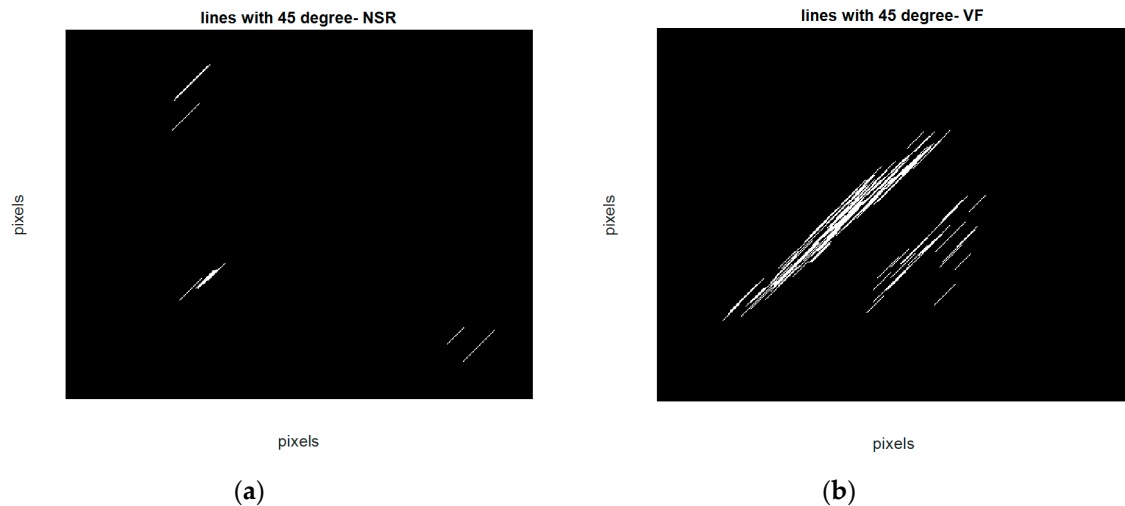 lines with 45 degree- NSR
pixels
pixels
(a)
lines with 45 degree- VF
pixels
pixels
(b)